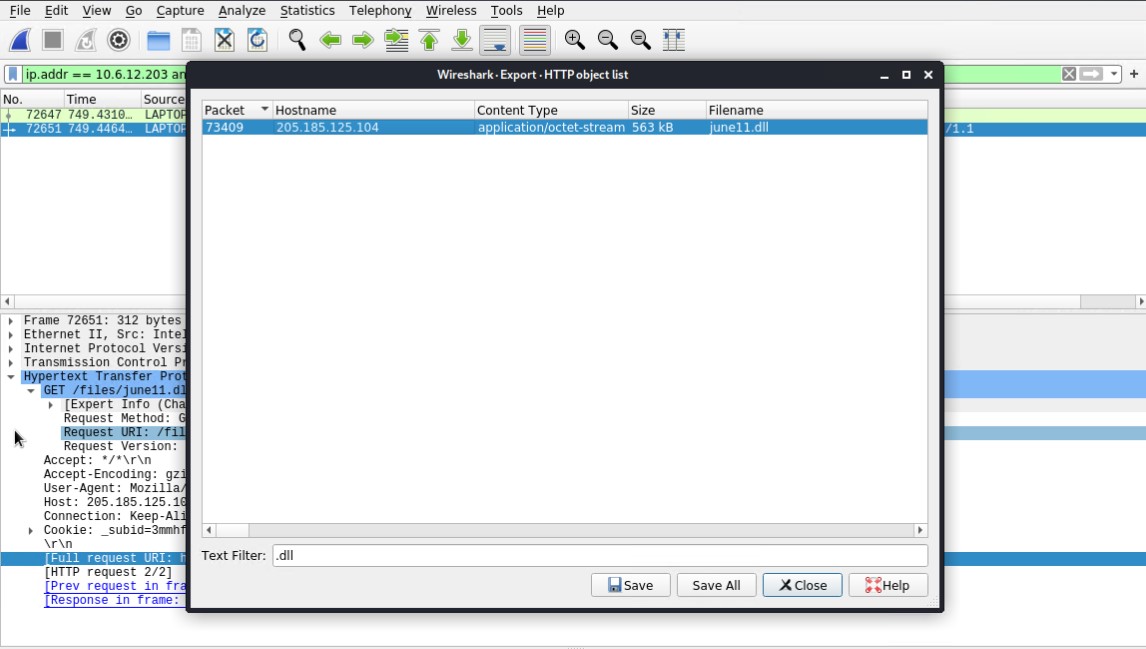 File Edit View Go Capture Analyze Statistics Telephony Wireless Tools Help
ip.addr == 10.6.12.203 an
Wireshark · Export · HTTP object list
No. Time Source
72647 749.4310… LAPTOP
72651 749.4464… LAPTOP /1.1
Packet Hostname Content Type Size Filename
73409 205.185.125.104 application/octet-stream 563 kB june11.dll
Frame 72651: 312 bytes
Ethernet II, Src: Intel
Internet Protocol Versi
Transmission Control Pr
Hypertext Transfer Prot
GET /files/june11.dl
[Expert Info (Cha
Request Method: G
Request URI: /fil
Request Version:
Accept: */*\r\n
Accept-Encoding: gzi
User-Agent: Mozilla/
Host: 205.185.125.10
Connection: Keep-Ali
Cookie: _subid=3mmhf
\r\n
[Full request URI: h
[HTTP request 2/2]
[Prev request in fra
[Response in frame:
Text Filter: .dll
Save Save All Close Help